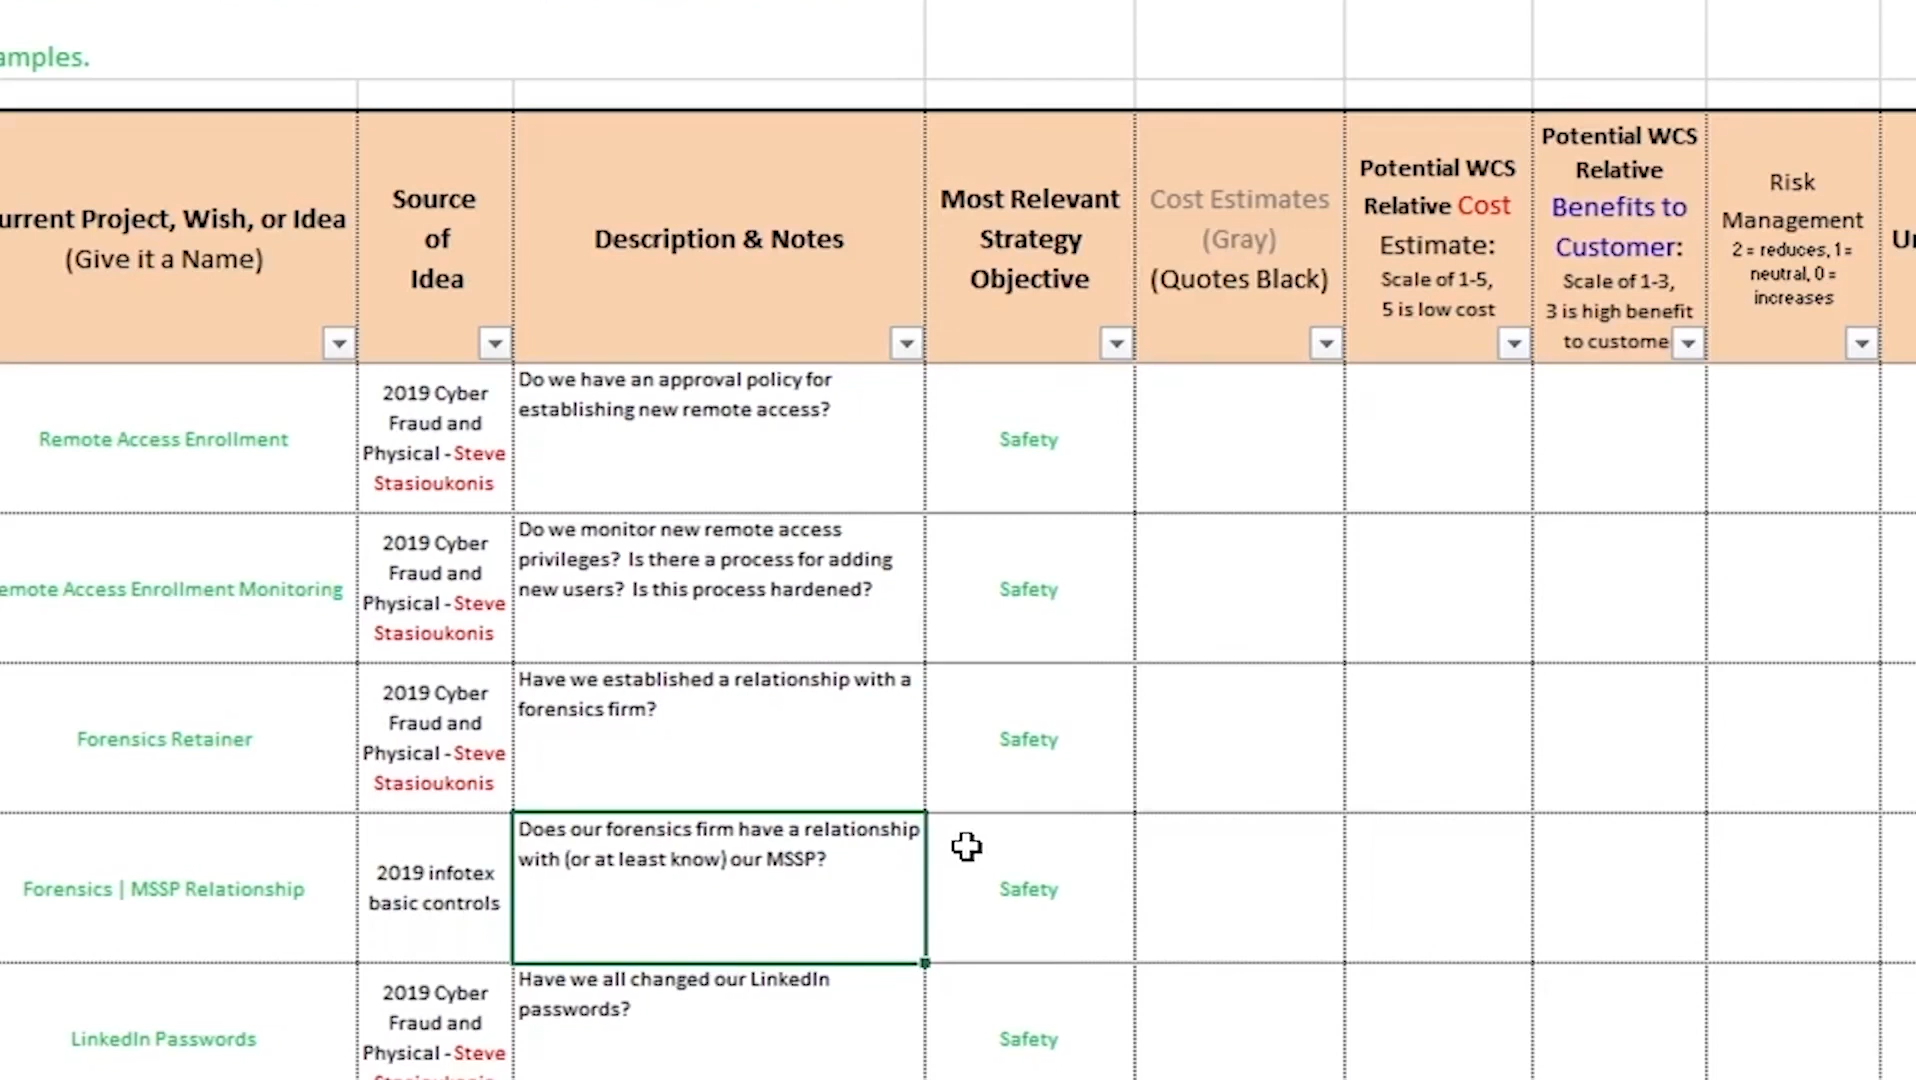 amples.
urrent Project, Wish, or Idea
(Give it a Name)
Source
of
Idea
Description & Notes
Most Relevant
Strategy
Objective
Cost Estimates
(Gray)
(Quotes Black)
Potential WCS
Relative Cost
Estimate:
Scale of 1-5,
5 is low cost
Potential WCS
Relative
Benefits to
Customer:
Scale of 1-3,
3 is high benefit
to custome
Risk
Management
2 = reduces, 1=
neutral, 0 =
increases
Remote Access Enrollment
2019 Cyber
Fraud and
Physical - Steve
Stasioukonis
Do we have an approval policy for
establishing new remote access?
Safety
emote Access Enrollment Monitoring
2019 Cyber
Fraud and
Physical - Steve
Stasioukonis
Do we monitor new remote access
privileges? Is there a process for adding
new users? Is this process hardened?
Safety
Forensics Retainer
2019 Cyber
Fraud and
Physical - Steve
Stasioukonis
Have we established a relationship with a
forensics firm?
Safety
Forensics | MSSP Relationship
2019 infotex
basic controls
Does our forensics firm have a relationship
with (or at least know) our MSSP?
Safety
LinkedIn Passwords
2019 Cyber
Fraud and
Physical - Steve
Have we all changed our LinkedIn
passwords?
Safety